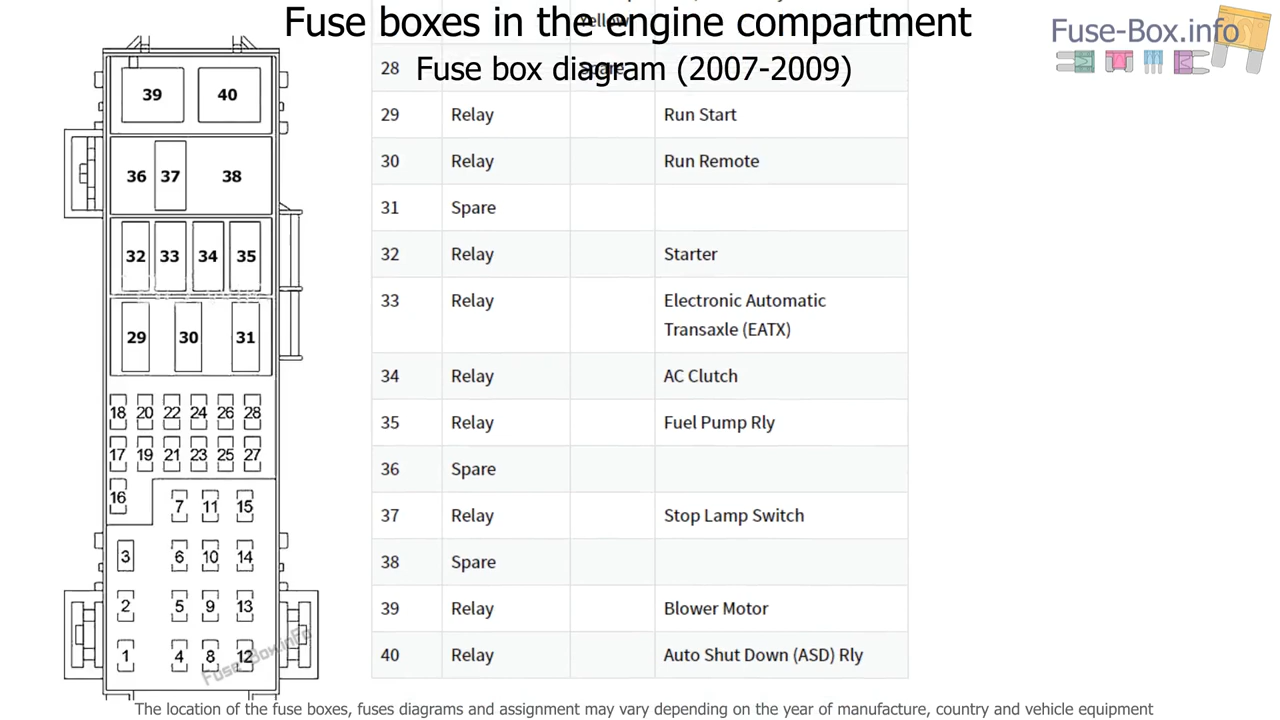 Fuse boxes in the engine compartment
Fuse box diagram (2007-2009)
Fuse-Box.info
Yellow
28 Spare
29 Relay Run Start
30 Relay Run Remote
31 Spare
32 Relay Starter
33 Relay Electronic Automatic
Transaxle (EATX)
34 Relay AC Clutch
35 Relay Fuel Pump Rly
36 Spare
37 Relay Stop Lamp Switch
38 Spare
39 Relay Blower Motor
40 Relay Auto Shut Down (ASD) Rly
39 40
36 37 38
32 33 34 35
29 30 31
18 20 22 24 26 28
17 19 21 23 25 27
16 7 11 15
3 6 10 14
2 5 9 13
1 4 8 12
Fuse-Box.info
The location of the fuse boxes, fuses diagrams and assignment may vary depending on the year of manufacture, country and vehicle equipment